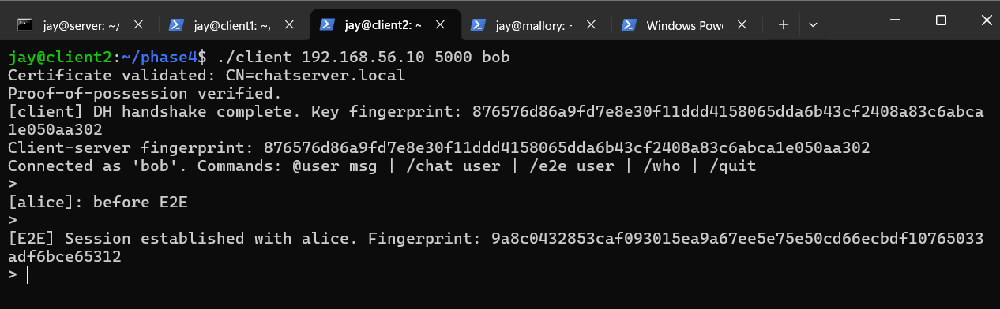 jay@server: ~/
jay@client1: ~/
jay@client2: ~
jay@mallory: ~
Windows Pow
jay@client2:~/phase4$ ./client 192.168.56.10 5000 bob
Certificate validated: CN=chatserver.local
Proof-of-possession verified.
[client] DH handshake complete. Key fingerprint: 876576d86a9fd7e8e30f11ddd4158065dda6b43cf2408a83c6abca
1e050aa302
Client-server fingerprint: 876576d86a9fd7e8e30f11ddd4158065dda6b43cf2408a83c6abca1e050aa302
Connected as 'bob'. Commands: @user msg | /chat user | /e2e user | /who | /quit
>
[alice]: before E2E
>
[E2E] Session established with alice. Fingerprint: 9a8c0432853caf093015ea9a67ee5e75e50cd66ecbdf10765033
adf6bce65312
>